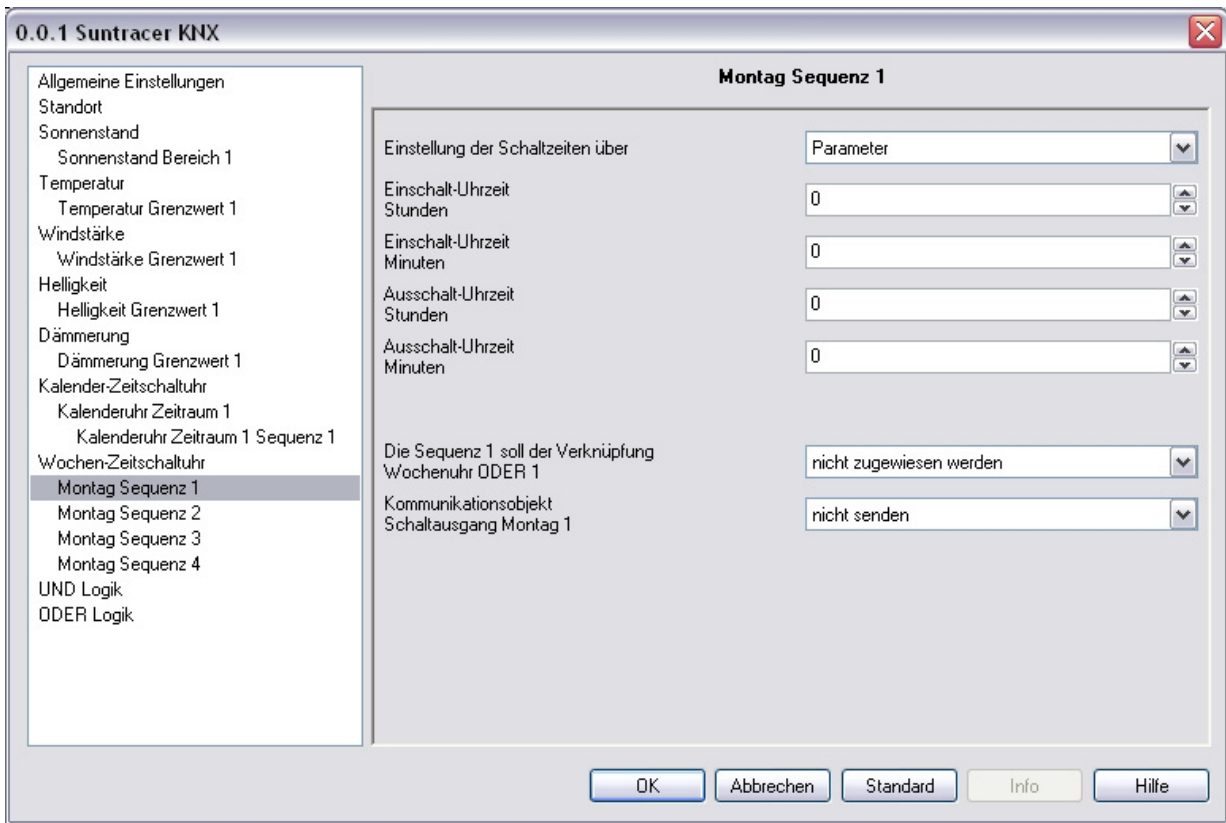 0.0.1 Suntracer KNX
Allgemeine Einstellungen
Standort
Sonnenstand
Sonnenstand Bereich 1
Temperatur
Temperatur Grenzwert 1
Windstärke
Windstärke Grenzwert 1
Helligkeit
Helligkeit Grenzwert 1
Dämmerung
Dämmerung Grenzwert 1
Kalender-Zeitschaltuhr
Kalenderuhr Zeitraum 1
Kalenderuhr Zeitraum 1 Sequenz 1
Wochen-Zeitschaltuhr
Montag Sequenz 1
Montag Sequenz 2
Montag Sequenz 3
Montag Sequenz 4
UND Logik
ODER Logik
Montag Sequenz 1
Einstellung der Schaltzeiten über
Parameter
Einschalt-Uhrzeit
Stunden
0
Einschalt-Uhrzeit
Minuten
0
Ausschalt-Uhrzeit
Stunden
0
Ausschalt-Uhrzeit
Minuten
0
Die Sequenz 1 soll der Verknüpfung
Wochenuhr ODER 1
nicht zugewiesen werden
Kommunikationsobjekt
Schaltausgang Montag 1
nicht senden
OK
Abbrechen
Standard
Info
Hilfe